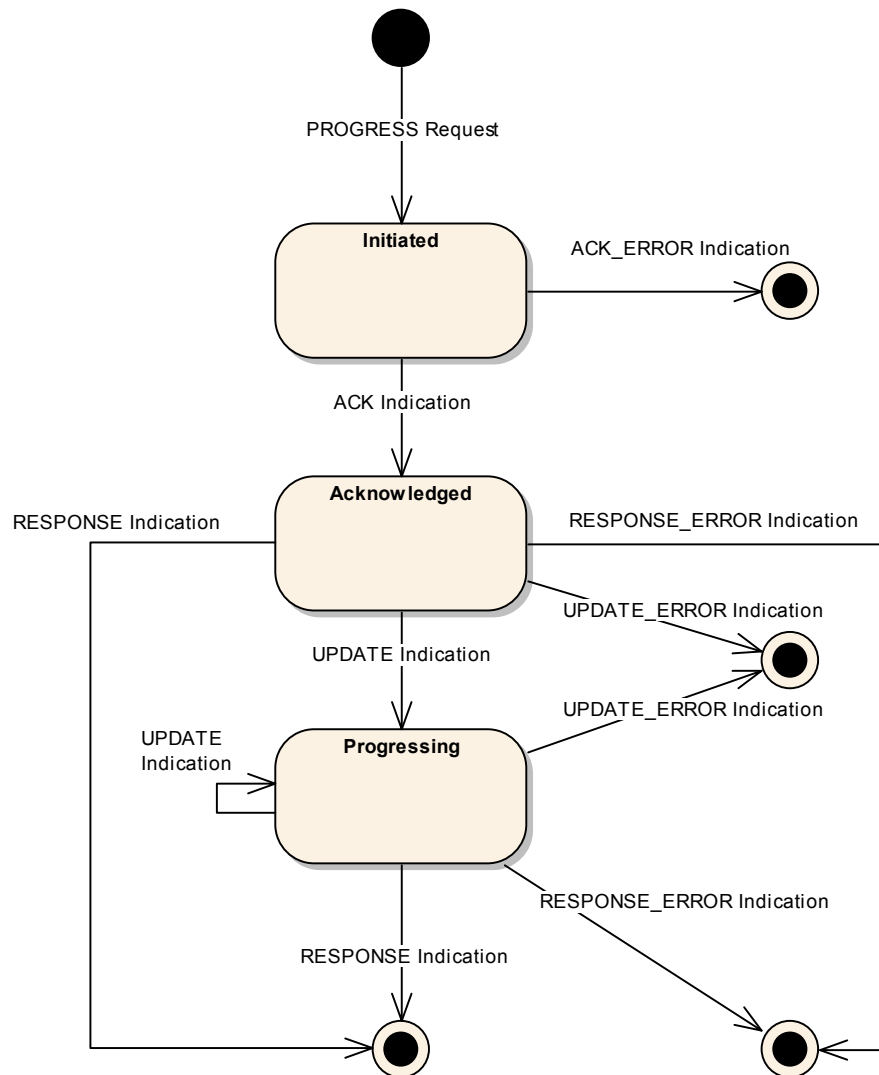 PROGRESS Request
Initiated
ACK_ERROR Indication
ACK Indication
Acknowledged
RESPONSE Indication
RESPONSE_ERROR Indication
UPDATE_ERROR Indication
UPDATE Indication
UPDATE_ERROR Indication
Progressing
UPDATE
Indication
RESPONSE_ERROR Indication
RESPONSE Indication